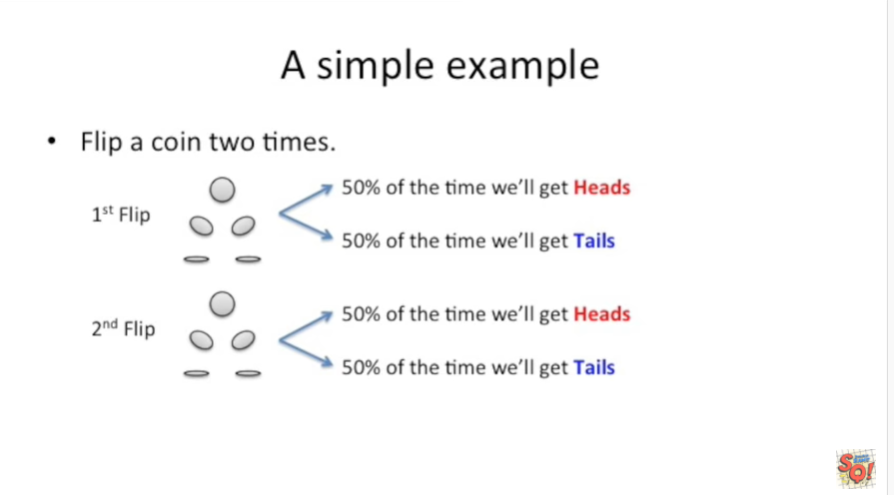 A simple example
• Flip a coin two times.
1st Flip
50% of the time we'll get Heads
50% of the time we'll get Tails
2nd Flip
50% of the time we'll get Heads
50% of the time we'll get Tails
SQ!